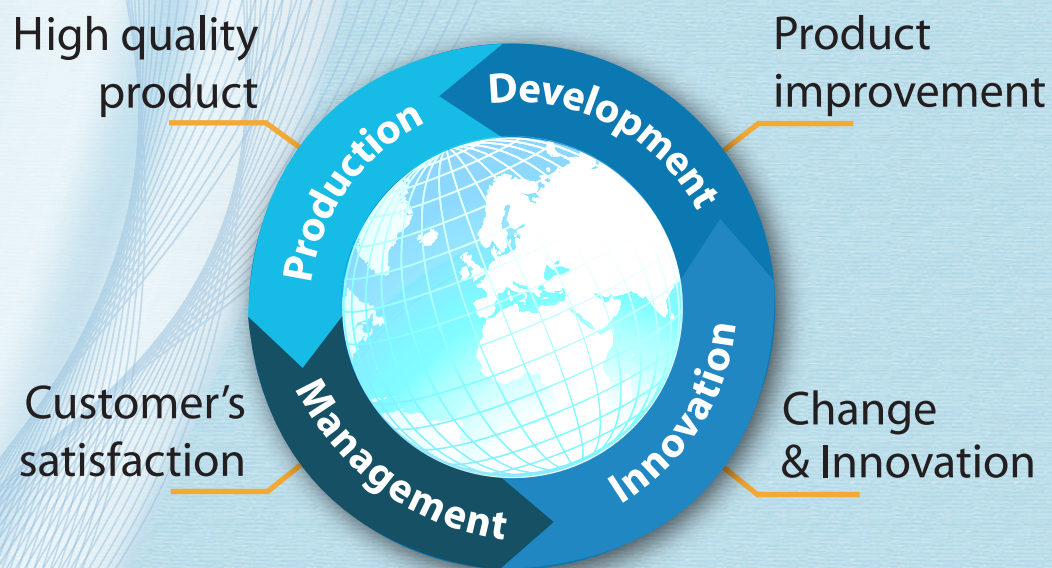 High quality
product
Product
improvement
Production
Development
Customer’s
satisfaction
Management
Innovation
Change
& Innovation